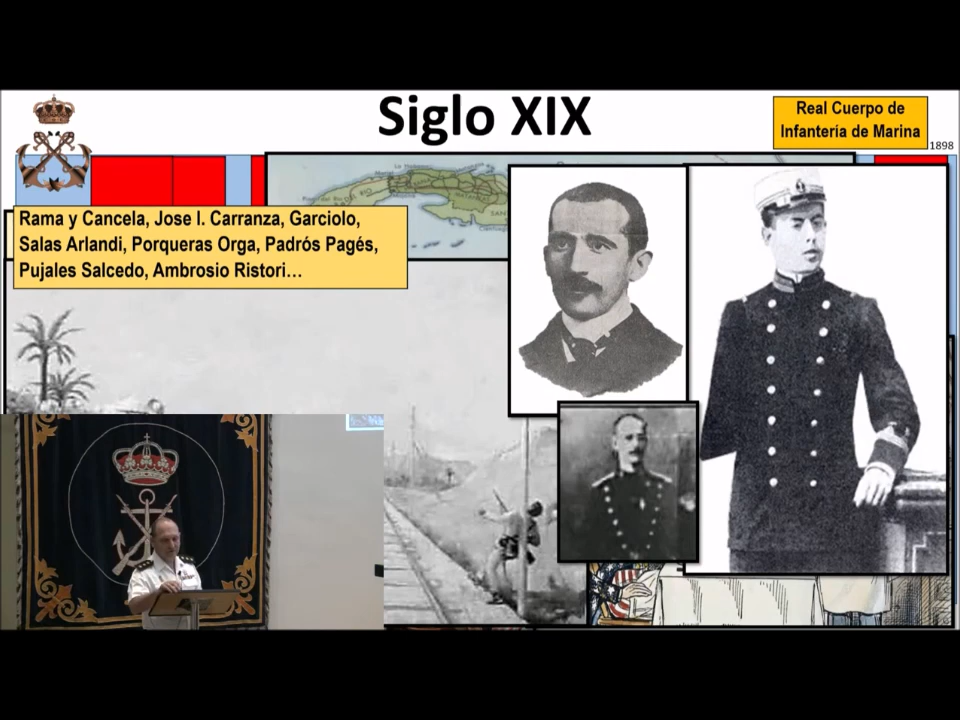 Siglo XIX
Real Cuerpo de
Infantería de Marina
1898
Rama y Cancela, Jose I. Carranza, Garciolo,
Salas Arlandi, Porqueras Orga, Padrós Pagés,
Pujales Salcedo, Ambrosio Ristori…